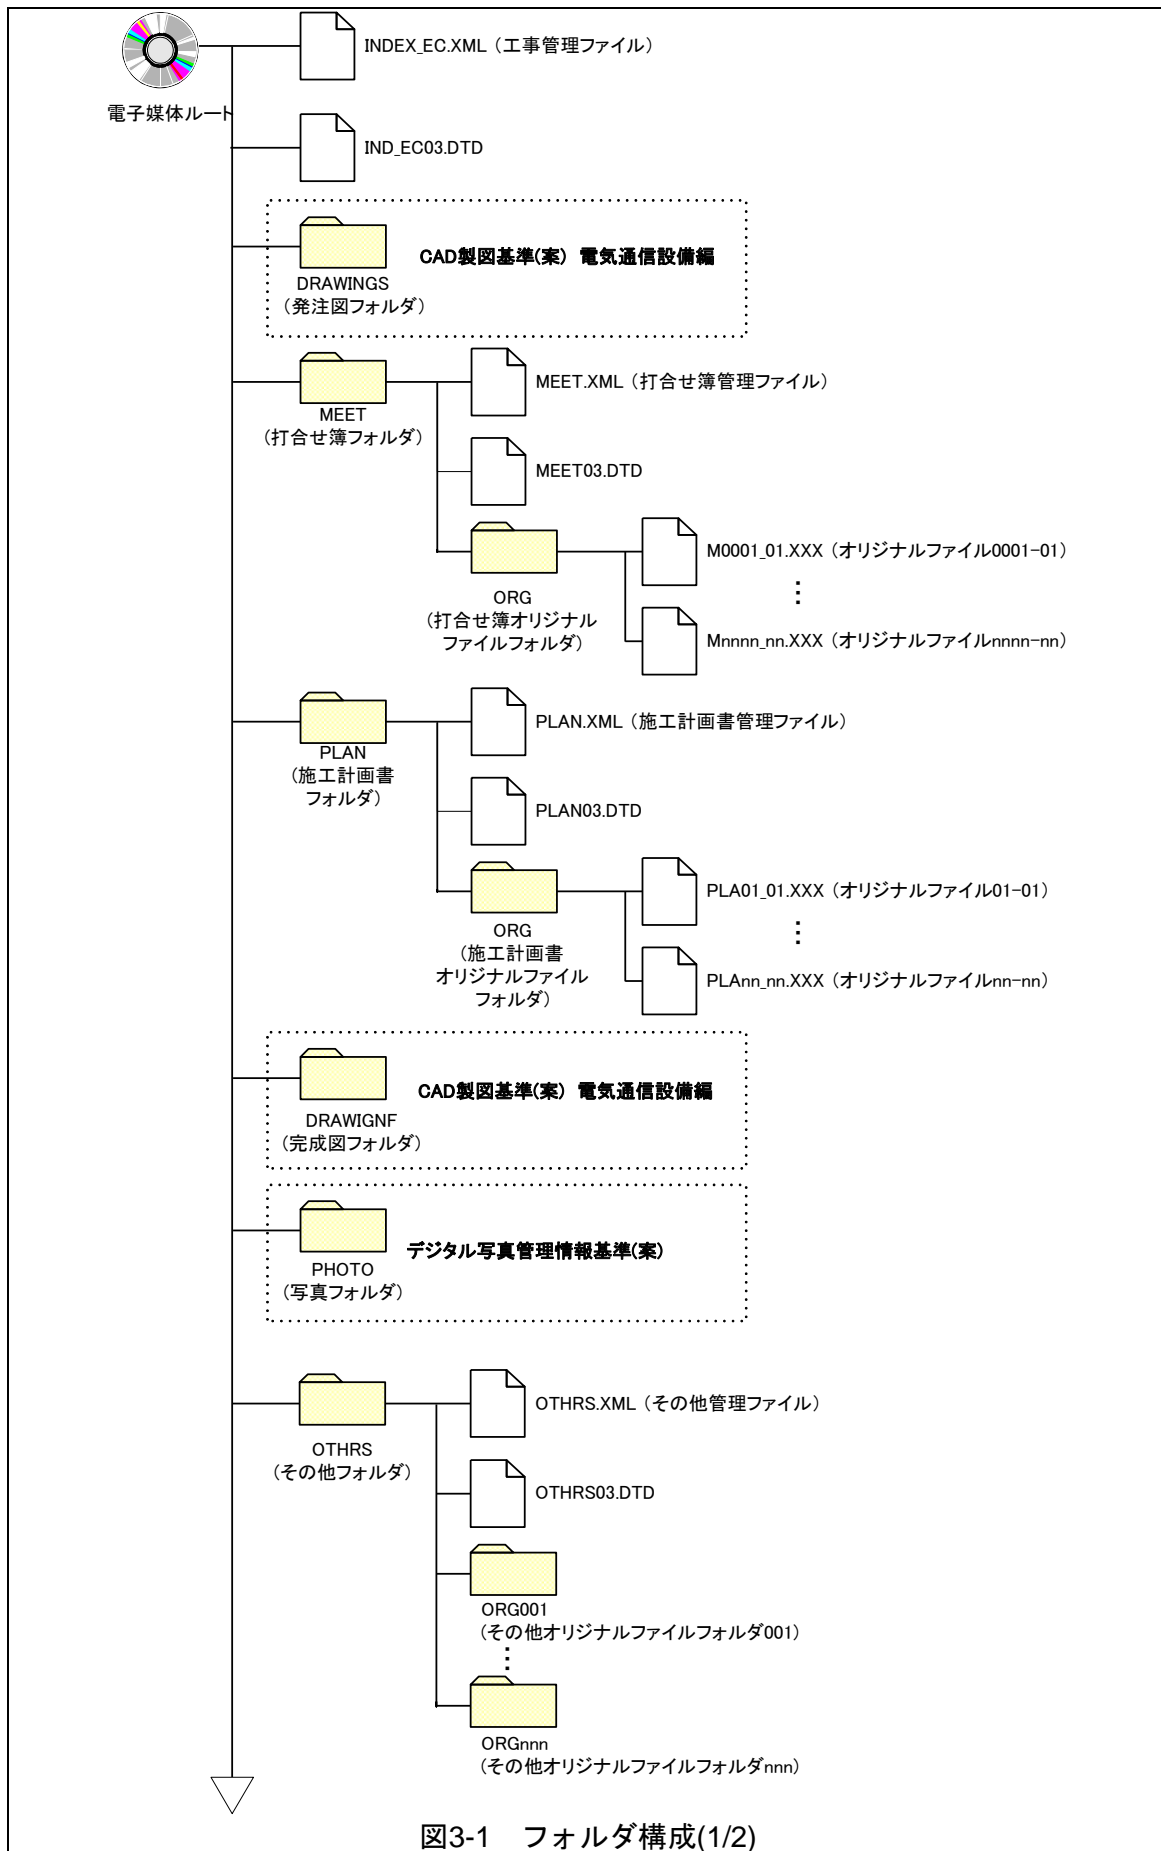 INDEX_EC.XML（工事管理ファイル）
電子媒体ルート
IND_EC03.DTD
CAD製図基準(案) 電気通信設備編
DRAWINGS
（発注図フォルダ）
MEET.XML（打合せ簿管理ファイル）
MEET
（打合せ簿フォルダ）
MEET03.DTD
M0001_01.XXX（オリジナルファイル0001-01）
ORG
（打合せ簿オリジナル
ファイルフォルダ）
Mnnnn_nn.XXX（オリジナルファイルnnnn-nn）
PLAN.XML（施工計画書管理ファイル）
PLAN
（施工計画書
フォルダ）
PLAN03.DTD
PLA01_01.XXX（オリジナルファイル01-01）
ORG
（施工計画書
オリジナルファイル
フォルダ）
PLAnn_nn.XXX（オリジナルファイルnn-nn）
CAD製図基準(案) 電気通信設備編
DRAWIGNF
（完成図フォルダ）
デジタル写真管理情報基準(案)
PHOTO
（写真フォルダ）
OTHRS.XML（その他管理ファイル）
OTHRS
（その他フォルダ）
OTHRS03.DTD
ORG001
（その他オリジナルファイルフォルダ001）
ORGnnn
（その他オリジナルファイルフォルダnnn）
図3-1　フォルダ構成(1/2)